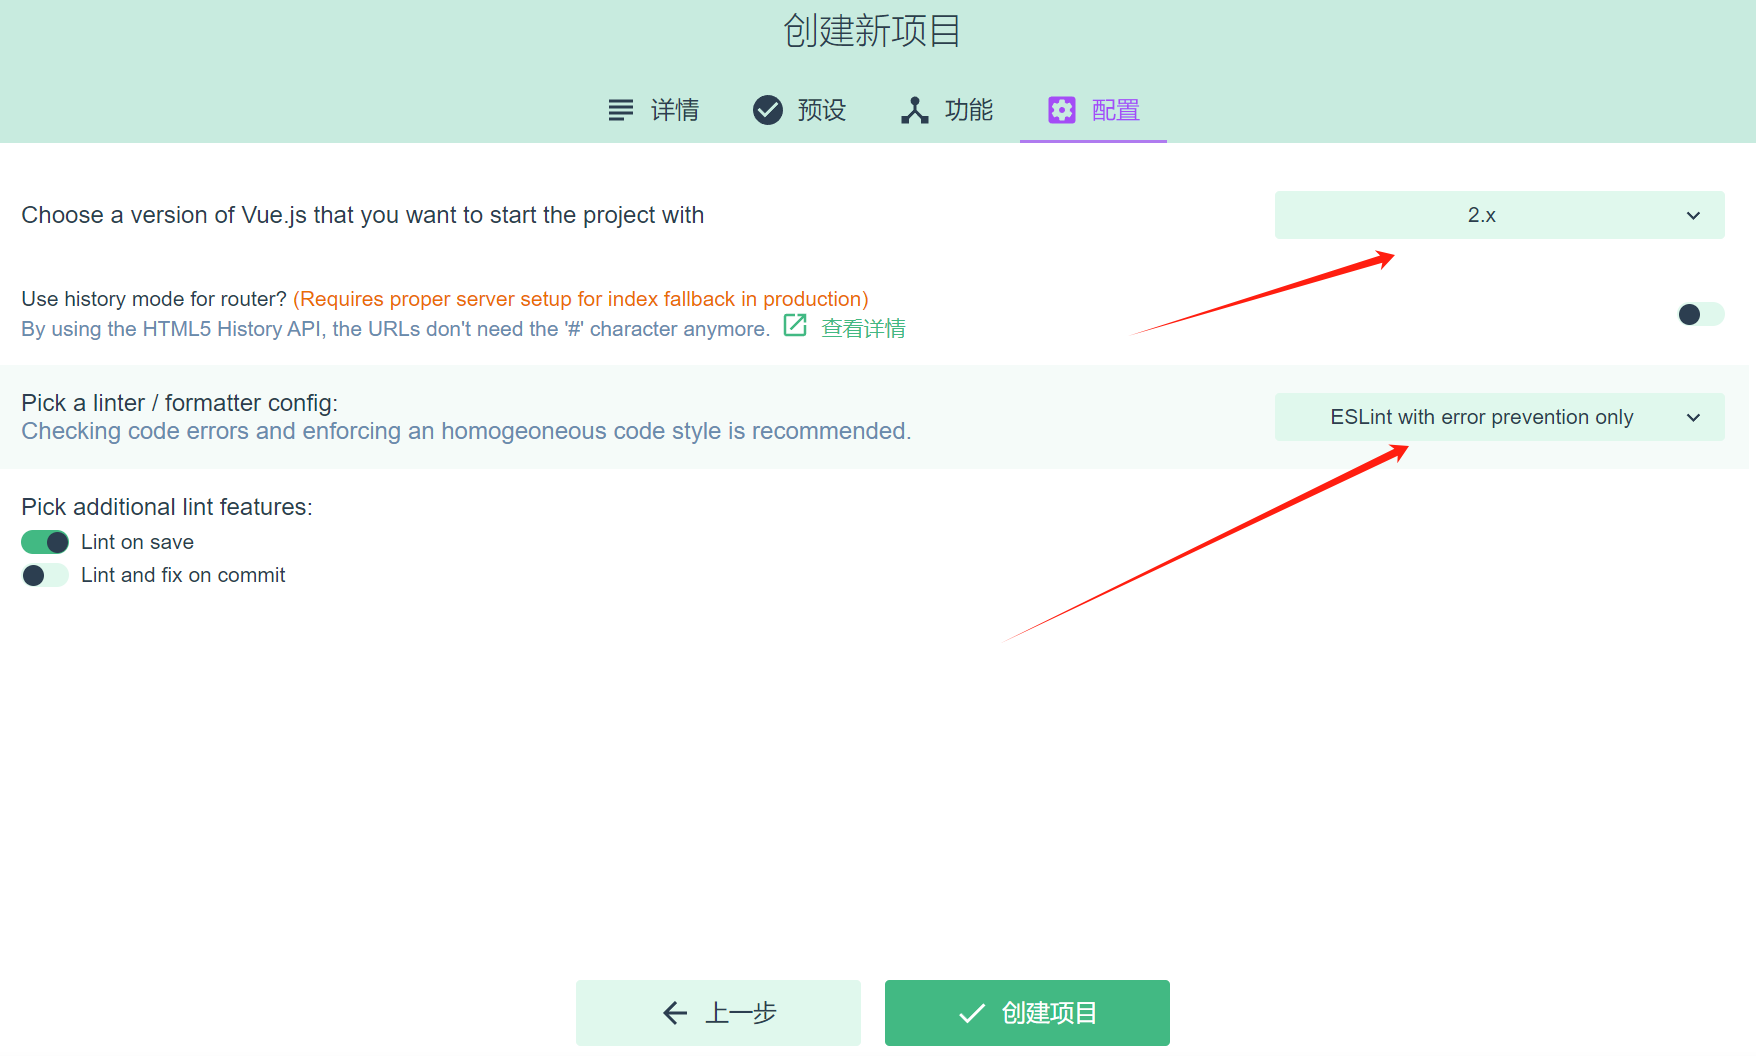 创建新项目
详情 预设 功能 配置
Choose a version of Vue.js that you want to start the project with
2.x
Use history mode for router? (Requires proper server setup for index fallback in production)
By using the HTML5 History API, the URLs don't need the '#' character anymore. 查看详情
Pick a linter / formatter config:
Checking code errors and enforcing an homogeoneous code style is recommended.
ESLint with error prevention only
Pick additional lint features:
Lint on save
Lint and fix on commit
上一步 创建项目